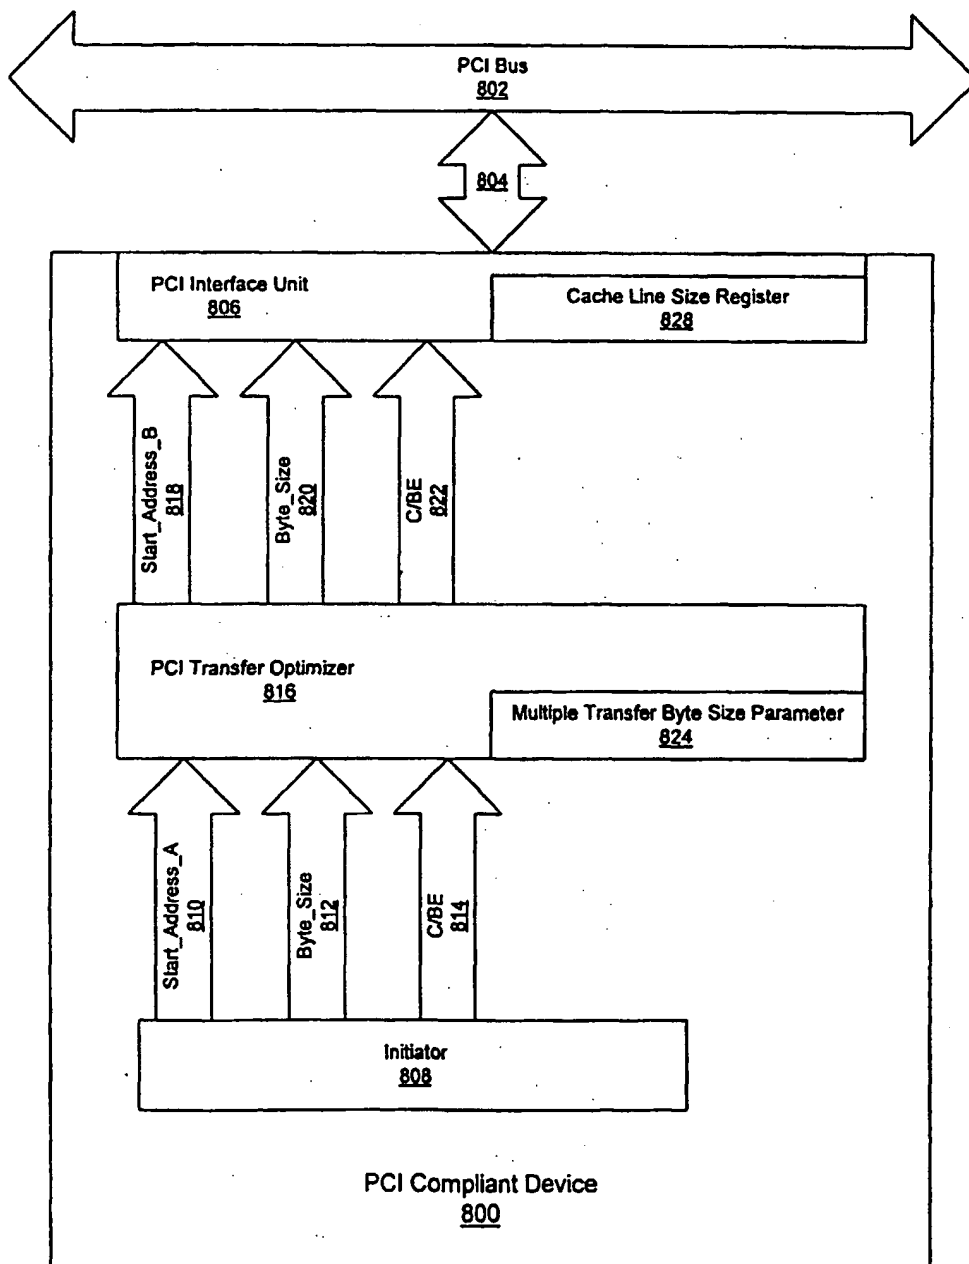 PCI Bus
802
804
PCI Interface Unit
806
Cache Line Size Register
828
Start_Address_B
818
Byte_Size
820
C/BE
822
PCI Transfer Optimizer
816
Multiple Transfer Byte Size Parameter
824
Start_Address_A
810
Byte_Size
812
C/BE
814
Initiator
808
PCI Compliant Device
800